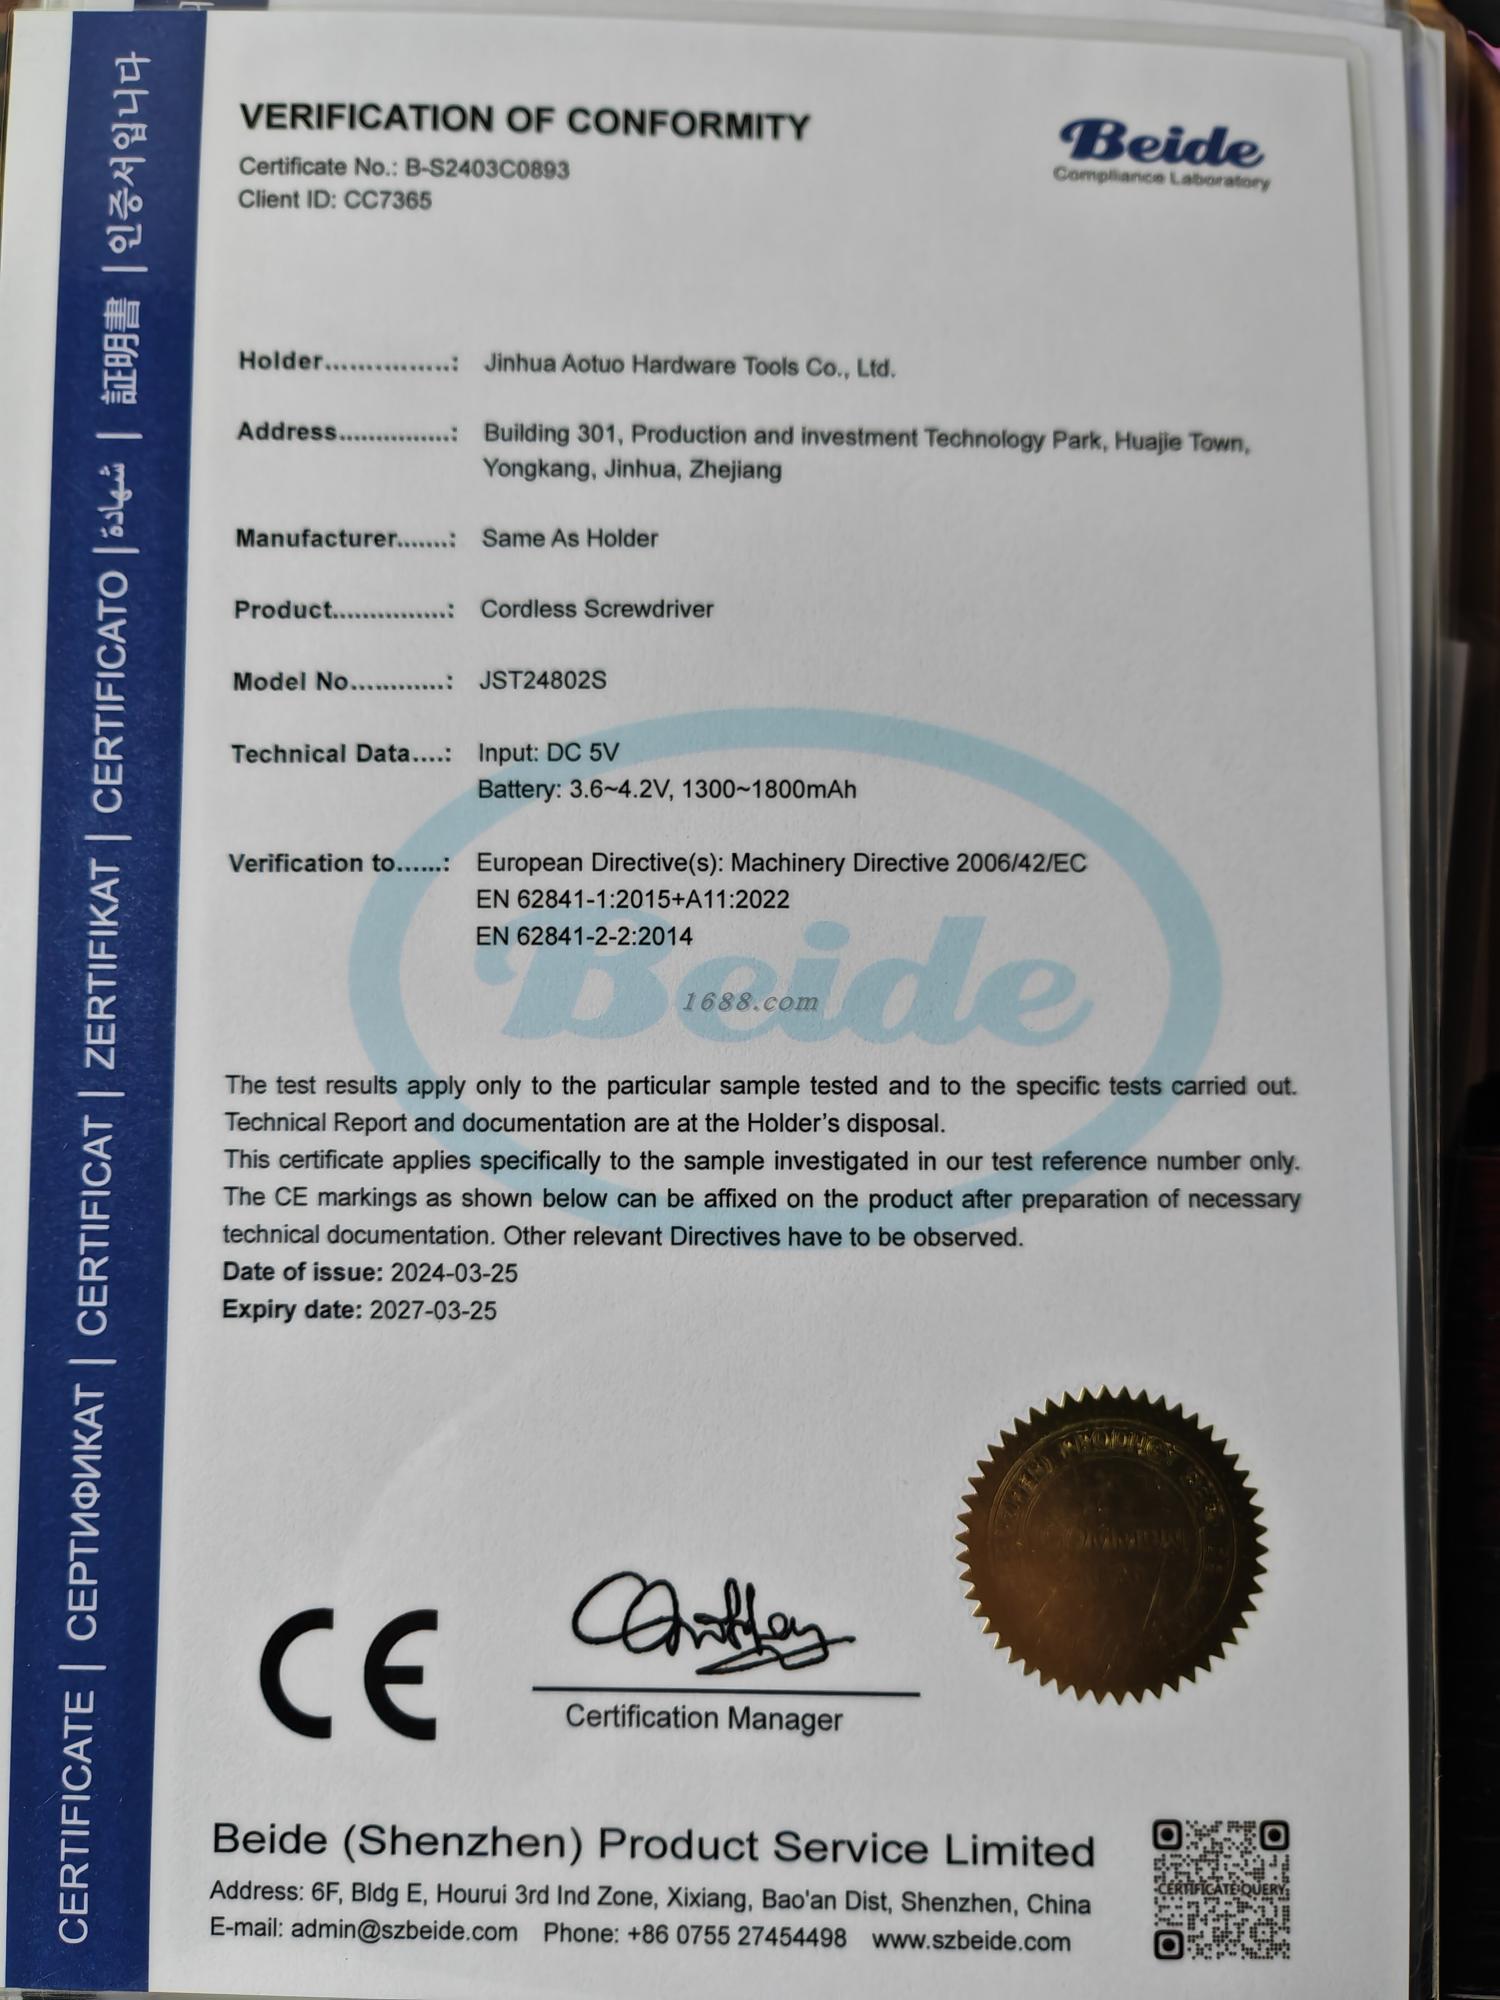 VERIFICATION OF CONFORMITY
Certificate No.: B-S2403C0893
Client ID: CC7365
Beide
Compliance Laboratory
Holder...............: Jinhua Aotuo Hardware Tools Co., Ltd.
Address...............: Building 301, Production and investment Technology Park, Huajie Town,
Yongkang, Jinhua, Zhejiang
Manufacturer.......: Same As Holder
Product...............: Cordless Screwdriver
Model No............: JST24802S
Technical Data....: Input: DC 5V
Battery: 3.6~4.2V, 1300~1800mAh
Verification to......: European Directive(s): Machinery Directive 2006/42/EC
EN 62841-1:2015+A11:2022
EN 62841-2-2:2014
Beide
1688.com
The test results apply only to the particular sample tested and to the specific tests carried out.
Technical Report and documentation are at the Holder's disposal.
This certificate applies specifically to the sample investigated in our test reference number only.
The CE markings as shown below can be affixed on the product after preparation of necessary
technical documentation. Other relevant Directives have to be observed.
Date of issue: 2024-03-25
Expiry date: 2027-03-25
CE
Certification Manager
Beide (Shenzhen) Product Service Limited
Address: 6F, Bldg E, Hourui 3rd Ind Zone, Xixiang, Bao'an Dist, Shenzhen, China
E-mail: admin@szbeide.com Phone: +86 0755 27454498 www.szbeide.com
CERTIFICATE QUERY
CERTIFICATE | СЕРТИФИКАТ | CERTIFICAT | ZERTIFIKAT | CERTIFICATO | شهادة | 証明書 | 인증서입니다